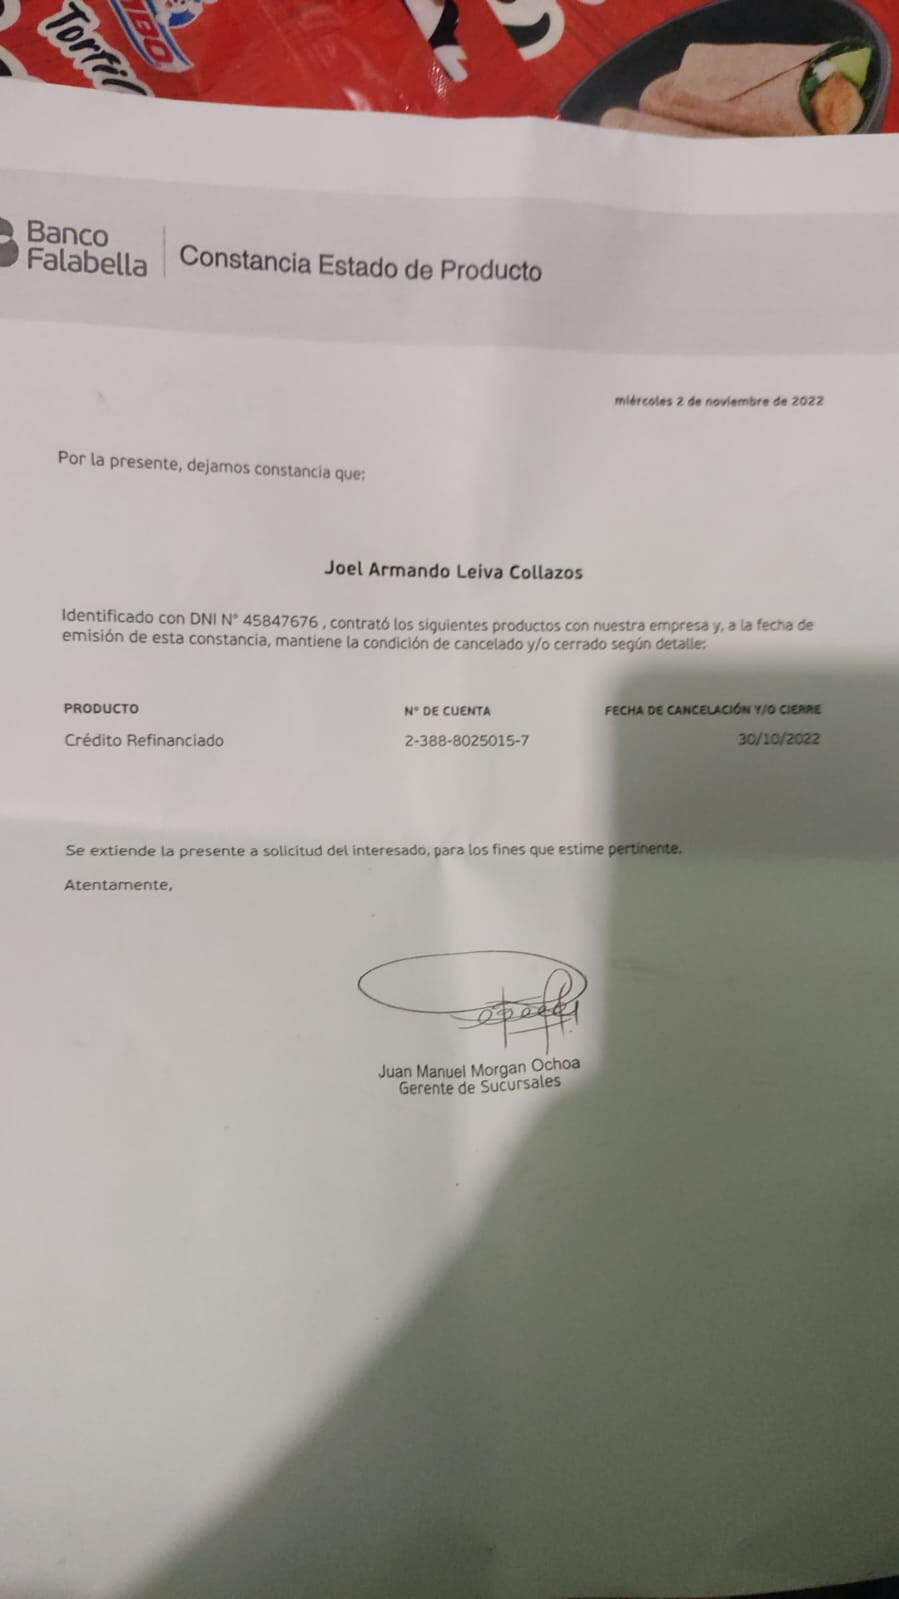 Tortil
MBO
Banco
Falabella
Constancia Estado de Producto
miércoles 2 de noviembre de 2022
Por la presente, dejamos constancia que:
Joel Armando Leiva Collazos
Identificado con DNI N° 45847676 , contrató los siguientes productos con nuestra empresa y, a la fecha de
emisión de esta constancia, mantiene la condición de cancelado y/o cerrado según detalle:
PRODUCTO N° DE CUENTA FECHA DE CANCELACIÓN Y/O CIERRE
Crédito Refinanciado 2-388-8025015-7 30/10/2022
Se extiende la presente a solicitud del interesado, para los fines que estime pertinente.
Atentamente,
Juan Manuel Morgan Ochoa
Gerente de Sucursales